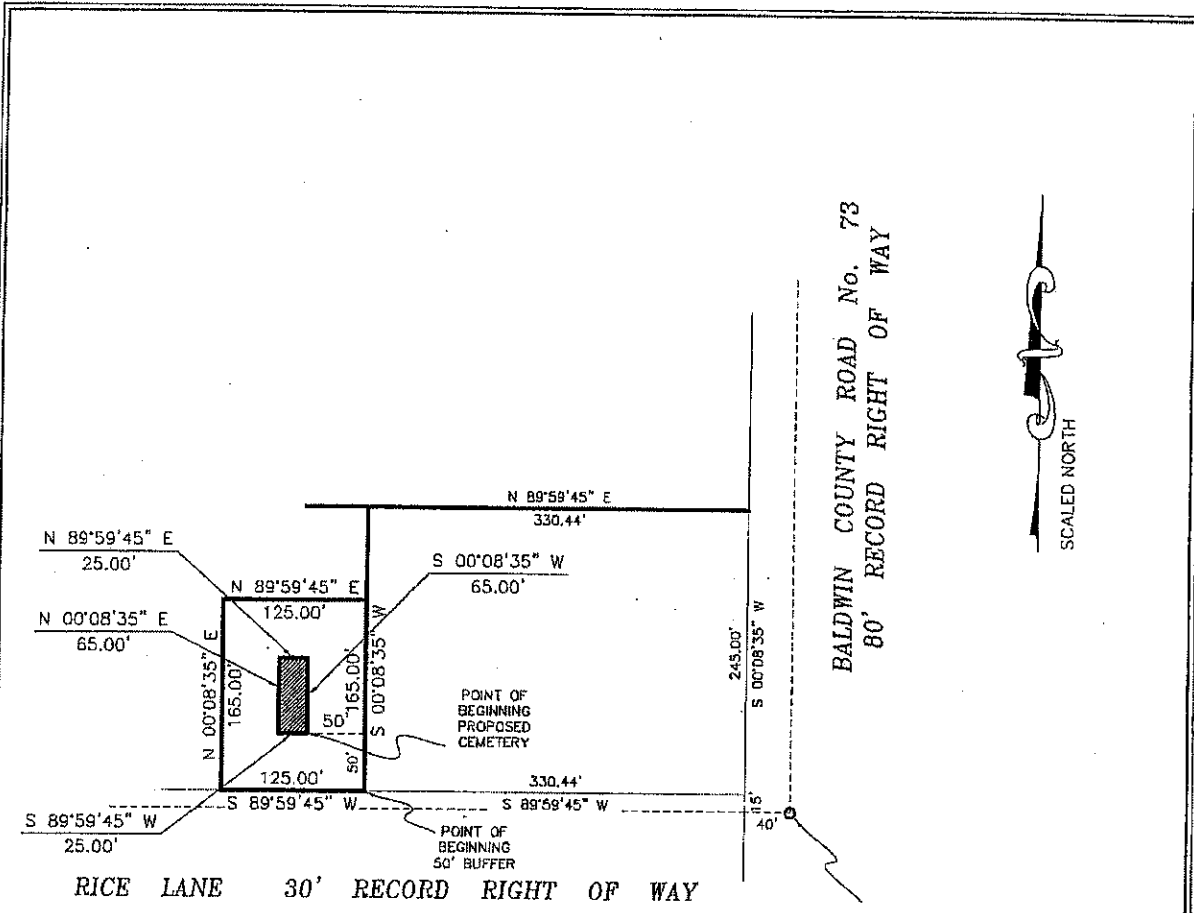 BALDWIN COUNTY ROAD No. 73
80' RECORD RIGHT OF WAY
SCALED NORTH
N 89°59'45" E
330.44'
N 89°59'45" E
25.00'
S 00°08'35" W
65.00'
N 89°59'45" E
125.00'
N 00°08'35" E
65.00'
N 00°08'35" E
165.00'
165.00'
S 00°08'35" W
245.00'
S 00°08'35" W
POINT OF
BEGINNING
PROPOSED
CEMETERY
50'
50'
125.00'
330.44'
S 89°59'45" W
S 89°59'45" W
15'
40'
S 89°59'45" W
25.00'
POINT OF
BEGINNING
50' BUFFER
RICE LANE 30' RECORD RIGHT OF WAY